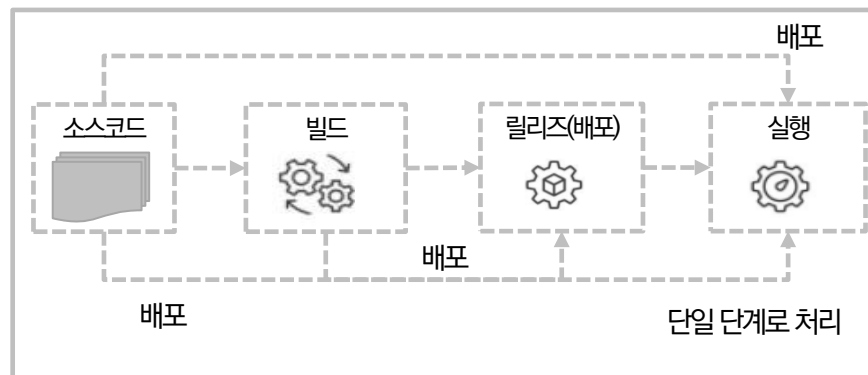 배포
소스코드
빌드
릴리즈(배포)
실행
배포
배포
단일 단계로 처리